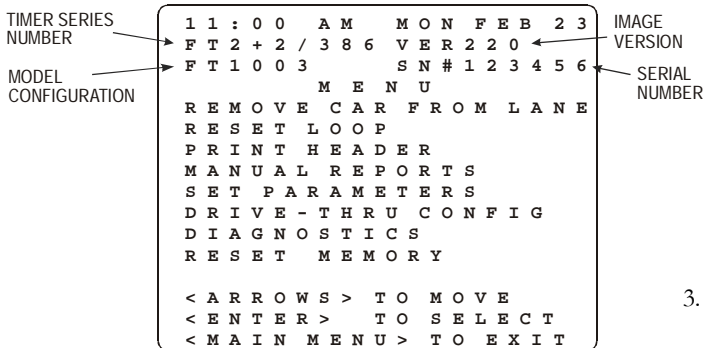 TIMER SERIES
NUMBER
MODEL
CONFIGURATION
11:00 AM MON FEB 23
FT2+2/386 VER220
FT1003 SN#123456
MENU
REMOVE CAR FROM LANE
RESET LOOP
PRINT HEADER
MANUAL REPORTS
SET PARAMETERS
DRIVE-THRU CONFIG
DIAGNOSTICS
RESET MEMORY
<ARROWS> TO MOVE
<ENTER> TO SELECT
<MAIN MENU> TO EXIT
IMAGE
VERSION
SERIAL
NUMBER
3.